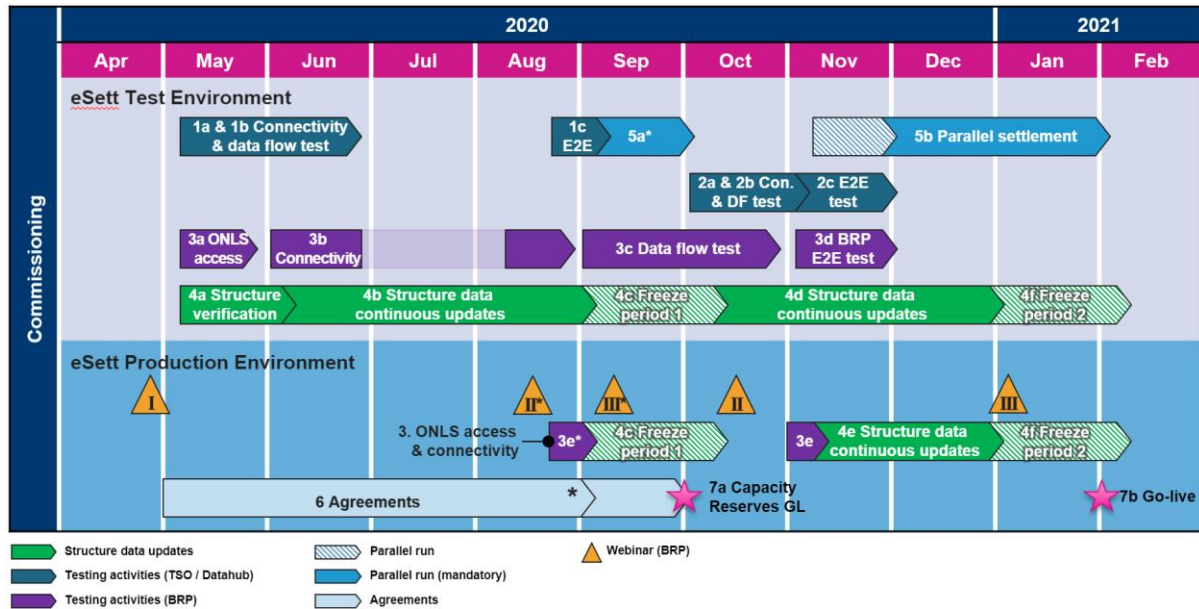 2020
2021
Apr
May
Jun
Jul
Aug
Sep
Oct
Nov
Dec
Jan
Feb
Commissioning
eSett Test Environment
1a & 1b Connectivity
& data flow test
1c
E2E
5a*
5b Parallel settlement
2a & 2b Con.
& DF test
2c E2E
test
3a ONLS
access
3b
Connectivity
3c Data flow test
3d BRP
E2E test
4a Structure
verification
4b Structure data
continuous updates
4c Freeze
period 1
4d Structure data
continuous updates
4f Freeze
period 2
eSett Production Environment
I
II*
III*
II
III
3. ONLS access
& connectivity
3e*
4c Freeze
period 1
3e
4e Structure data
continuous updates
4f Freeze
period 2
6 Agreements
*
7a Capacity
Reserves GL
7b Go-live
Structure data updates
Testing activities (TSO / Datahub)
Testing activities (BRP)
Parallel run
Parallel run (mandatory)
Agreements
Webinar (BRP)